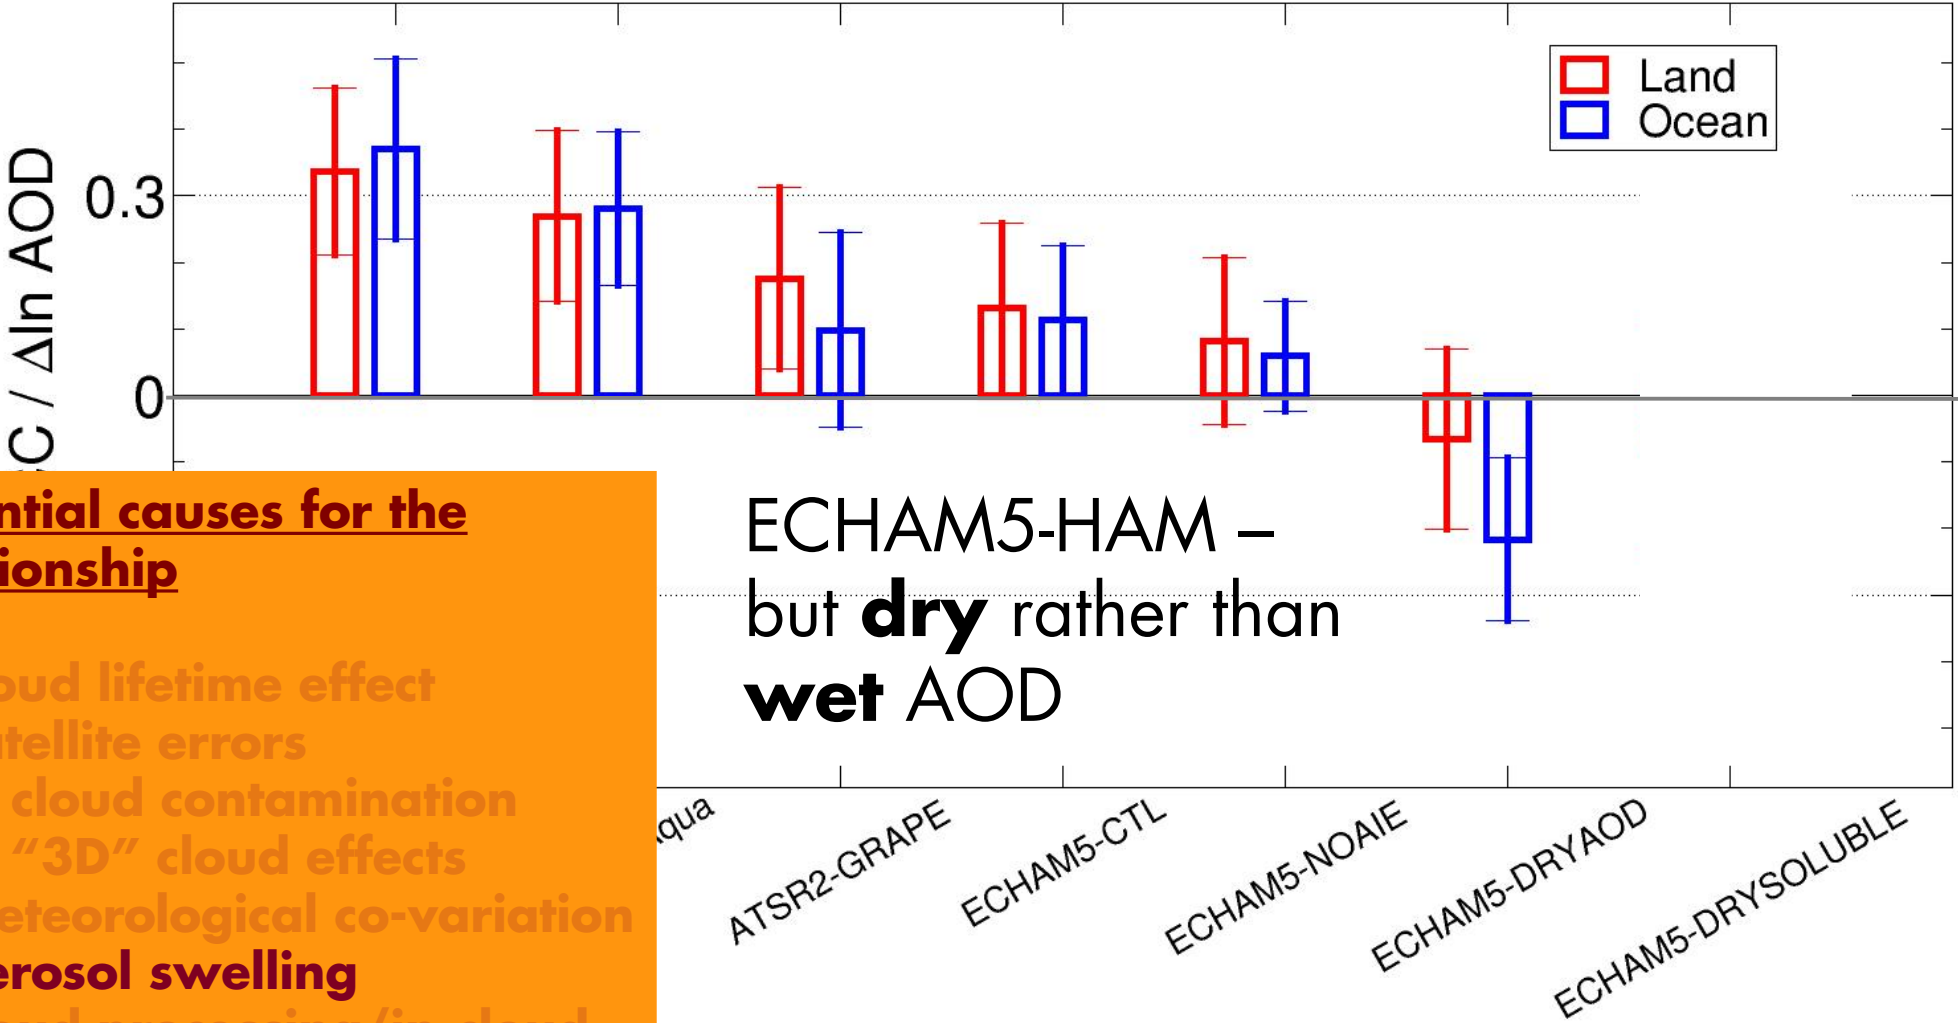 Land
Ocean
0.3
0
C / Δln AOD
ntial causes for the
ionship
oud lifetime effect
tellite errors
cloud contamination
“3D” cloud effects
eteorological co-variation
erosol swelling
ECHAM5-HAM –
but dry rather than
wet AOD
qua
ATSR2-GRAPE
ECHAM5-CTL
ECHAM5-NOAIE
ECHAM5-DRYAOD
ECHAM5-DRYSOLUBLE